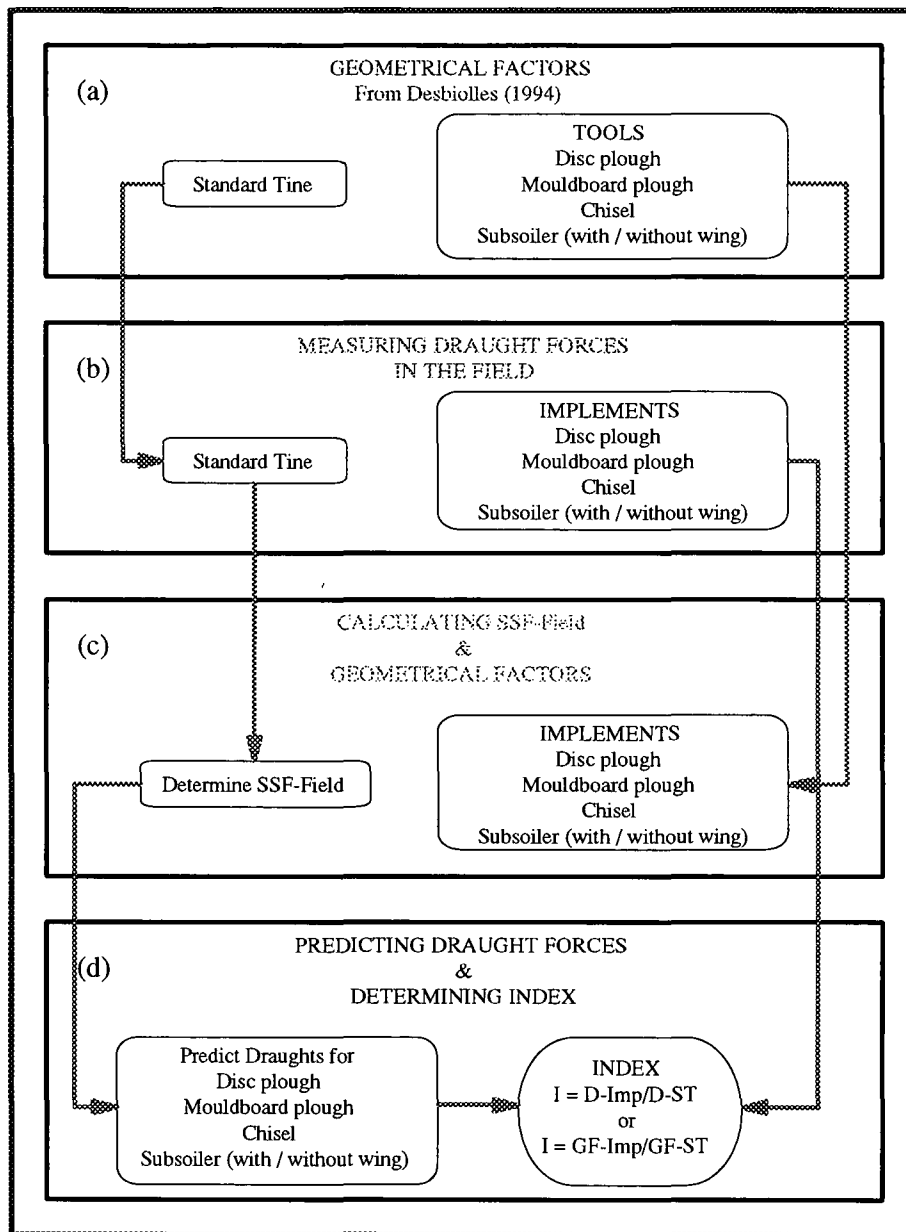 GEOMETRICAL FACTORS
From Desbiolles (1994)
(a)
Standard Tine
TOOLS
Disc plough
Mouldboard plough
Chisel
Subsoiler (with / without wing)
MEASURING DRAUGHT FORCES
IN THE FIELD
(b)
Standard Tine
IMPLEMENTS
Disc plough
Mouldboard plough
Chisel
Subsoiler (with / without wing)
CALCULATING SSF-Field
&
GEOMETRICAL FACTORS
(c)
Determine SSF-Field
IMPLEMENTS
Disc plough
Mouldboard plough
Chisel
Subsoiler (with / without wing)
PREDICTING DRAUGHT FORCES
&
DETERMINING INDEX
(d)
Predict Draughts for
Disc plough
Mouldboard plough
Chisel
Subsoiler (with / without wing)
INDEX
I = D-Imp/D-ST
or
I = GF-Imp/GF-ST